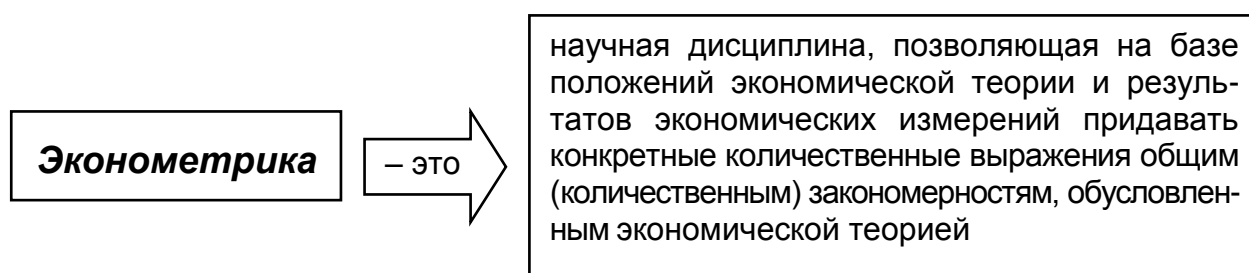 Эконометрика
– это
научная дисциплина, позволяющая на базе
положений экономической теории и резуль-
татов экономических измерений придавать
конкретные количественные выражения общим
(количественным) закономерностям, обусловлен-
ным экономической теорией